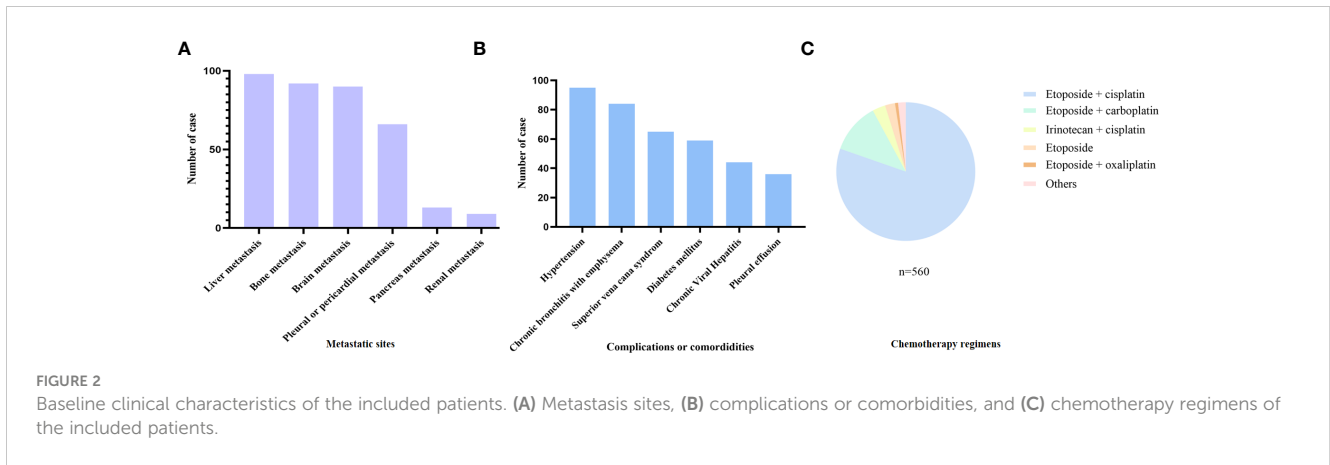 A
Number of case
100
50
0
Liver metastasis
Bone metastasis
Brain metastasis
Pleural or pericardial metastasis
Pancreas metastasis
Renal metastasis
Metastatic sites
B
Number of case
100
80
60
40
20
0
Hypertension
Chronic bronchitis with emphysema
Superior vena cana syndrom
Diabetes mellitus
Chronic Viral Hepatitis
Pleural effusion
Complications or comordidities
C
Etoposide + cisplatin
Etoposide + carboplatin
Irinotecan + cisplatin
Etoposide
Etoposide + oxaliplatin
Others
n=560
Chemotherapy regimens
FIGURE 2
Baseline clinical characteristics of the included patients. (A) Metastasis sites, (B) complications or comorbidities, and (C) chemotherapy regimens of
the included patients.